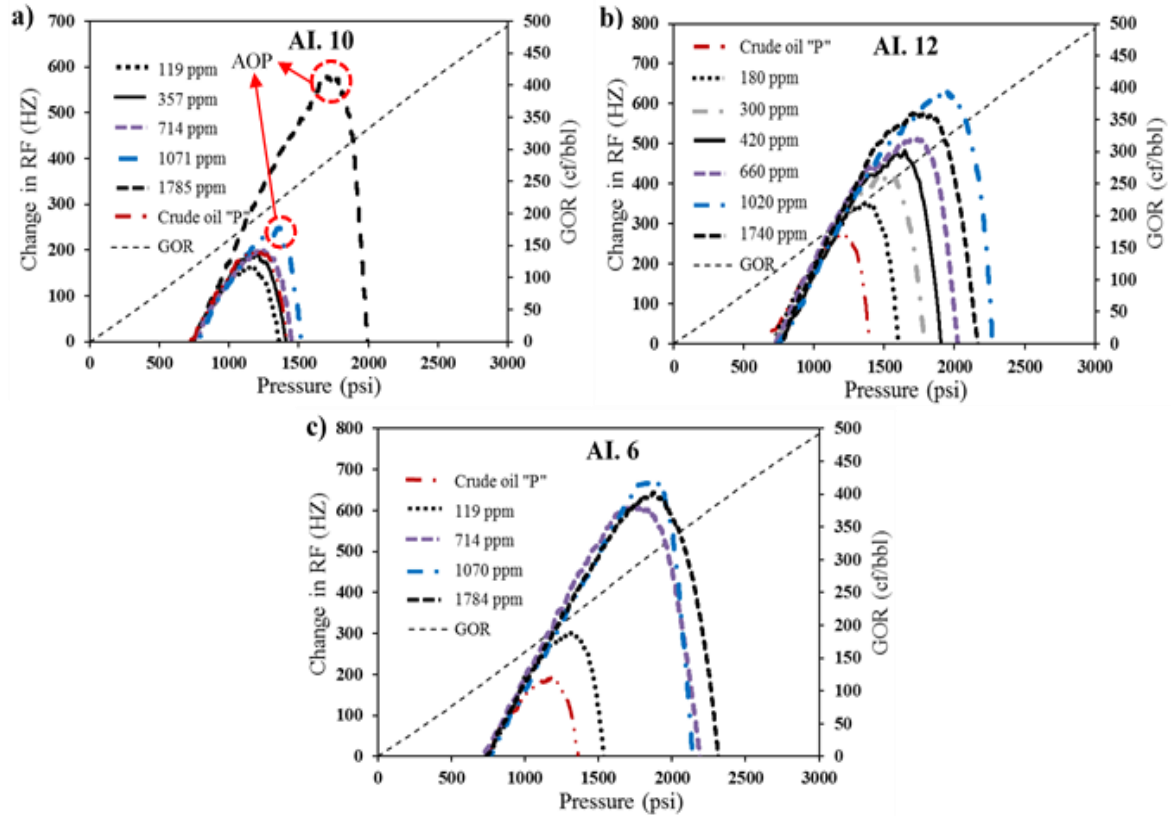 a)
AI. 10
AOP
Change in RF (HZ)
700
600
500
400
300
200
100
0
119 ppm
357 ppm
714 ppm
1071 ppm
1785 ppm
Crude oil "P"
GOR
0 500 1000 1500 2000 2500 3000
Pressure (psi)
500
450
400
350
300
250
200
150
100
50
0
GOR (cf/bbl)
b)
AI. 12
Change in RF (HZ)
800
700
600
500
400
300
200
100
0
Crude oil "P"
180 ppm
300 ppm
420 ppm
660 ppm
1020 ppm
1740 ppm
GOR
0 500 1000 1500 2000 2500 3000
Pressure (psi)
500
450
400
350
300
250
200
150
100
50
0
GOR (cf/bbl)
c)
AI. 6
Change in RF (HZ)
800
700
600
500
400
300
200
100
0
Crude oil "P"
119 ppm
714 ppm
1070 ppm
1784 ppm
GOR
0 500 1000 1500 2000 2500 3000
Pressure (psi)
500
450
400
350
300
250
200
150
100
50
0
GOR (cf/bbl)